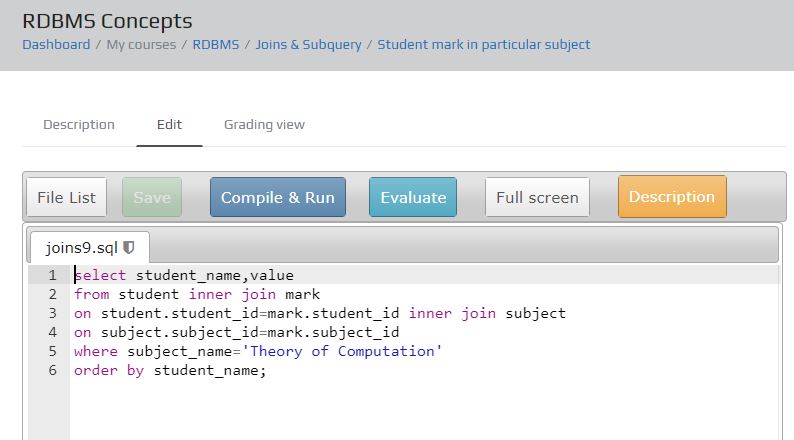 RDBMS Concepts
Dashboard / My courses / RDBMS / Joins & Subquery / Student mark in particular subject
Description Edit Grading view
File List Save Compile & Run Evaluate Full screen Description
joins9.sql
1 select student_name,value
2 from student inner join mark
3 on student.student_id=mark.student_id inner join subject
4 on subject.subject_id=mark.subject_id
5 where subject_name='Theory of Computation'
6 order by student_name;